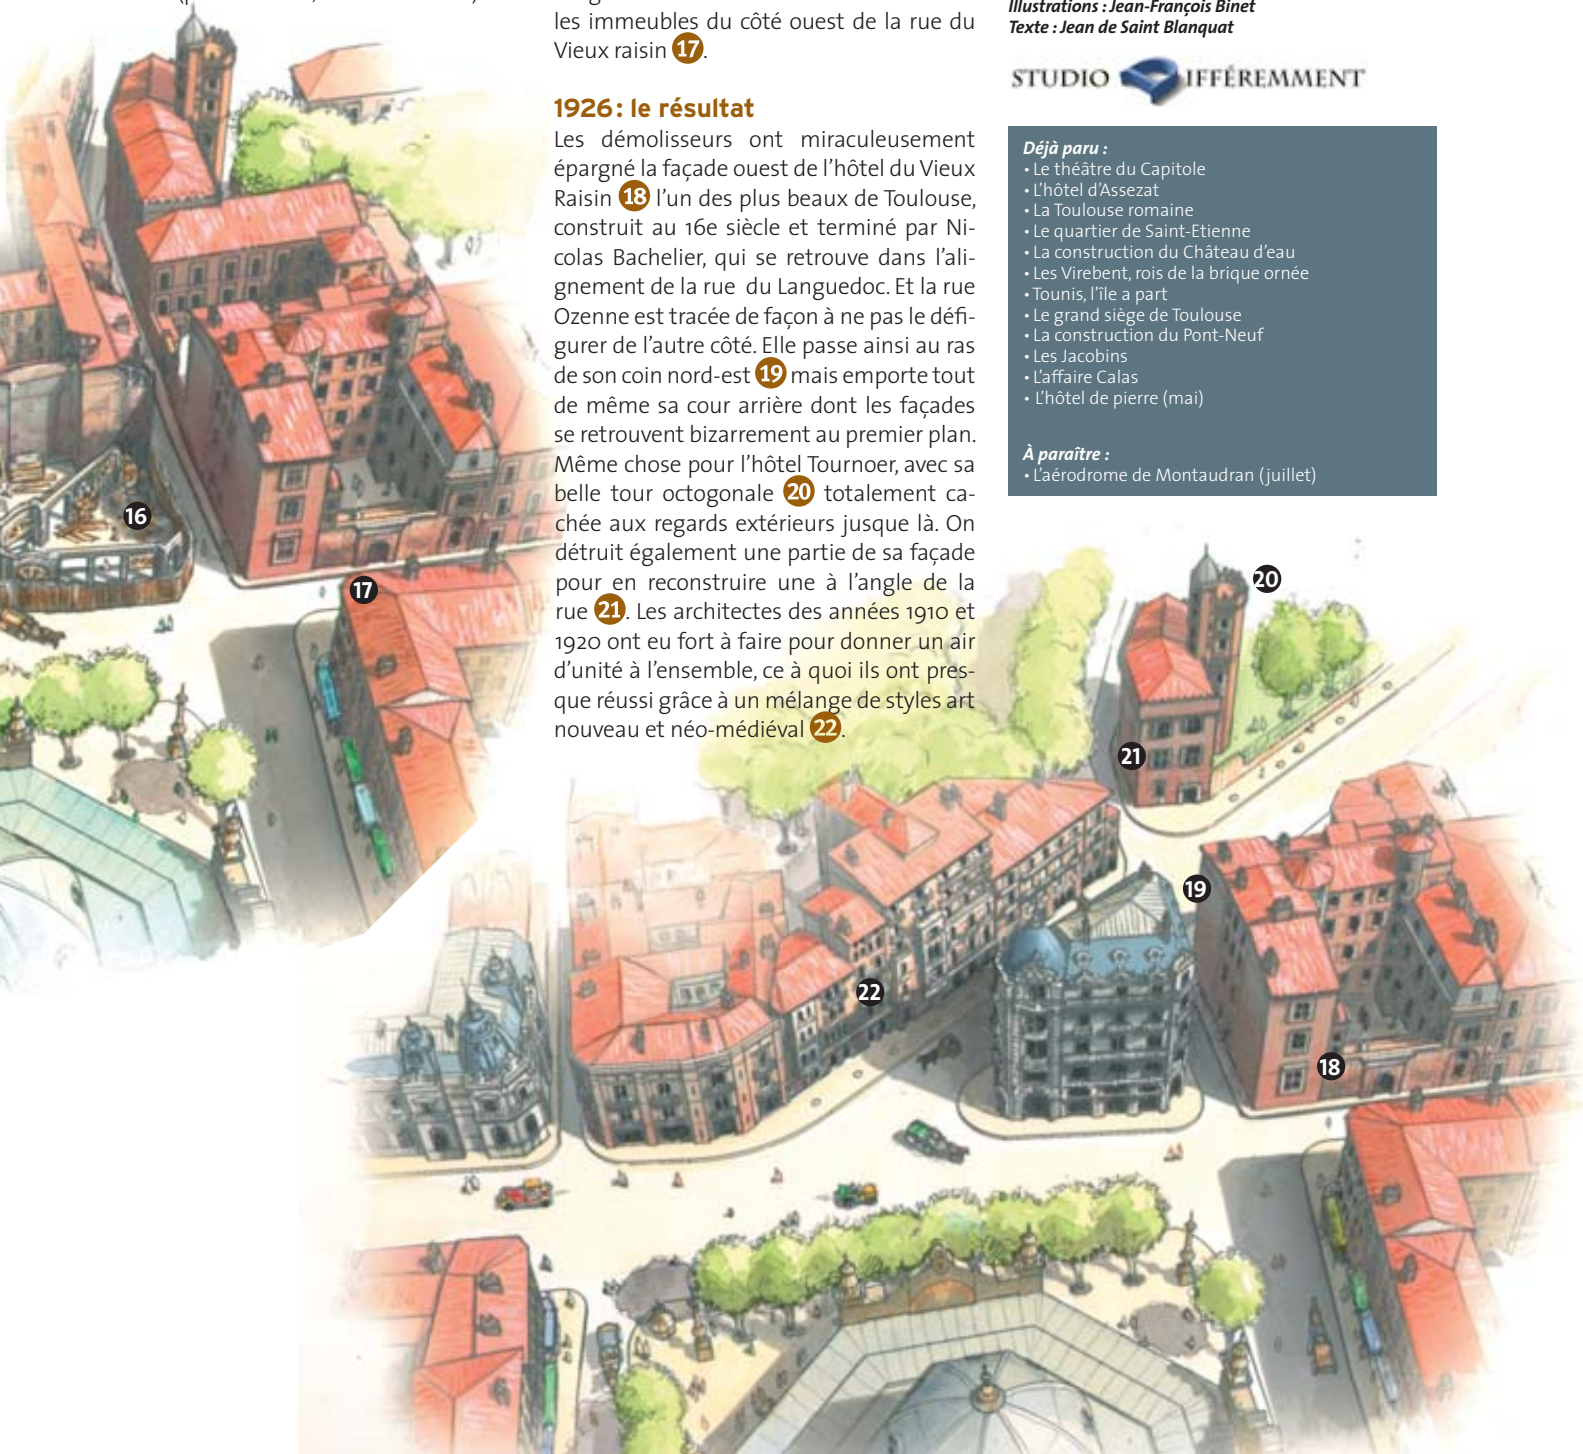 les immeubles du côté ouest de la rue du
Vieux raisin 17.
1926 : le résultat
Les démolisseurs ont miraculeusement
épargné la façade ouest de l’hôtel du Vieux
Raisin 18 l’un des plus beaux de Toulouse,
construit au 16e siècle et terminé par Ni-
colas Bachelier, qui se retrouve dans l’ali-
gnement de la rue du Languedoc. Et la rue
Ozenne est tracée de façon à ne pas le défi-
gurer de l’autre côté. Elle passe ainsi au ras
de son coin nord-est 19 mais emporte tout
de même sa cour arrière dont les façades
se retrouvent bizarrement au premier plan.
Même chose pour l’hôtel Tournoer, avec sa
belle tour octogonale 20 totalement ca-
chée aux regards extérieurs jusque là. On
détruit également une partie de sa façade
pour en reconstruire une à l’angle de la
rue 21. Les architectes des années 1910 et
1920 ont eu fort à faire pour donner un air
d’unité à l’ensemble, ce à quoi ils ont pres-
que réussi grâce à un mélange de styles art
nouveau et néo-médiéval 22.
Illustrations : Jean-François Binet
Texte : Jean de Saint Blanquat
STUDIO DIFFÉREMMENT
Déjà paru :
• Le théâtre du Capitole
• L’hôtel d’Assezat
• La Toulouse romaine
• Le quartier de Saint-Etienne
• La construction du Château d’eau
• Les Virebent, rois de la brique ornée
• Tounis, l’île a part
• Le grand siège de Toulouse
• La construction du Pont-Neuf
• Les Jacobins
• L’affaire Calas
• L’hôtel de pierre (mai)
À paraître :
• L’aérodrome de Montaudran (juillet)
16
17
20
21
19
22
18